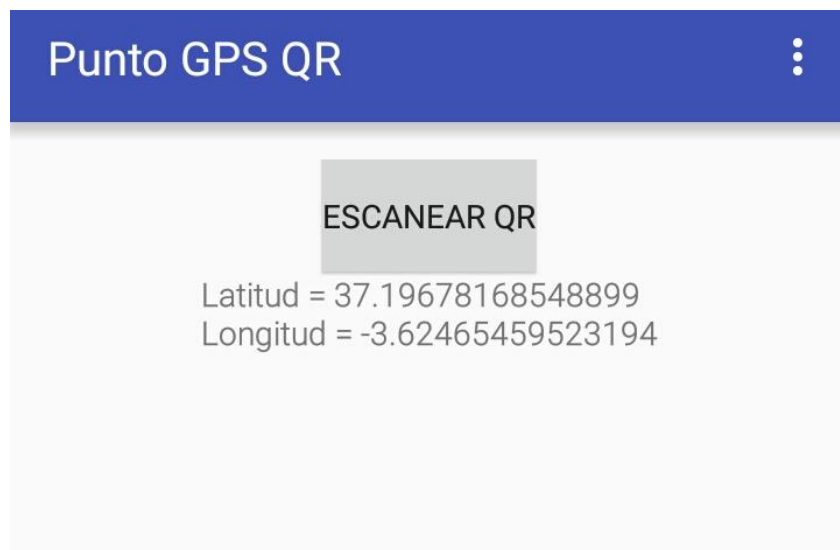 Punto GPS QR
ESCANEAR QR
Latitud = 37.19678168548899
Longitud = -3.62465459523194